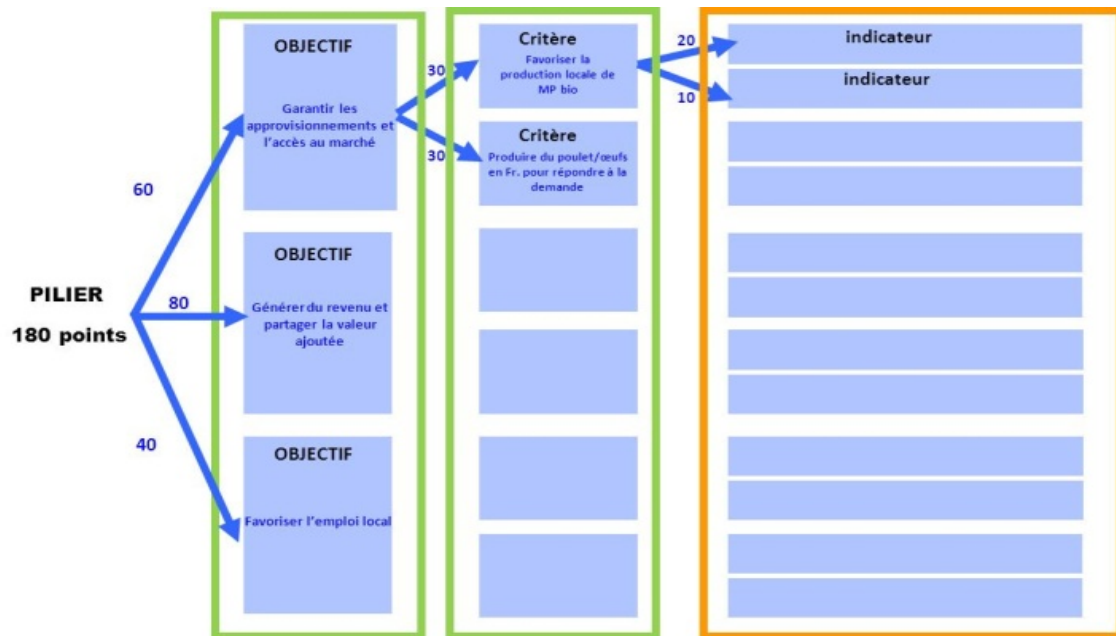 PILIER
180 points
60
80
40
OBJECTIF
Garantir les
approvisionnements et
l'accès au marché
OBJECTIF
Générer du revenu et
partager la valeur
ajoutée
OBJECTIF
Favoriser l'emploi local
30
30
Critère
Favoriser la
production locale de
MP bio
Critère
Produire du poulet/œufs
en Fr. pour répondre à la
demande
20
10
indicateur
indicateur